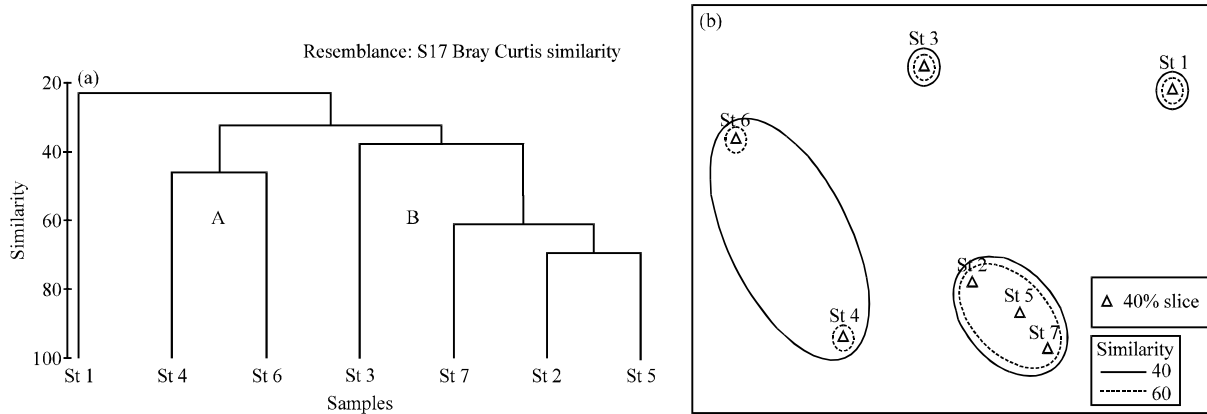 Resemblance: S17 Bray Curtis similarity
(a)
20
40
60
80
100
Similarity
A
B
St 1
St 4
St 6
St 3
St 7
St 2
St 5
Samples
(b)
St 3
St 1
St 6
St 2
St 5
St 4
St 7
40% slice
Similarity
40
60